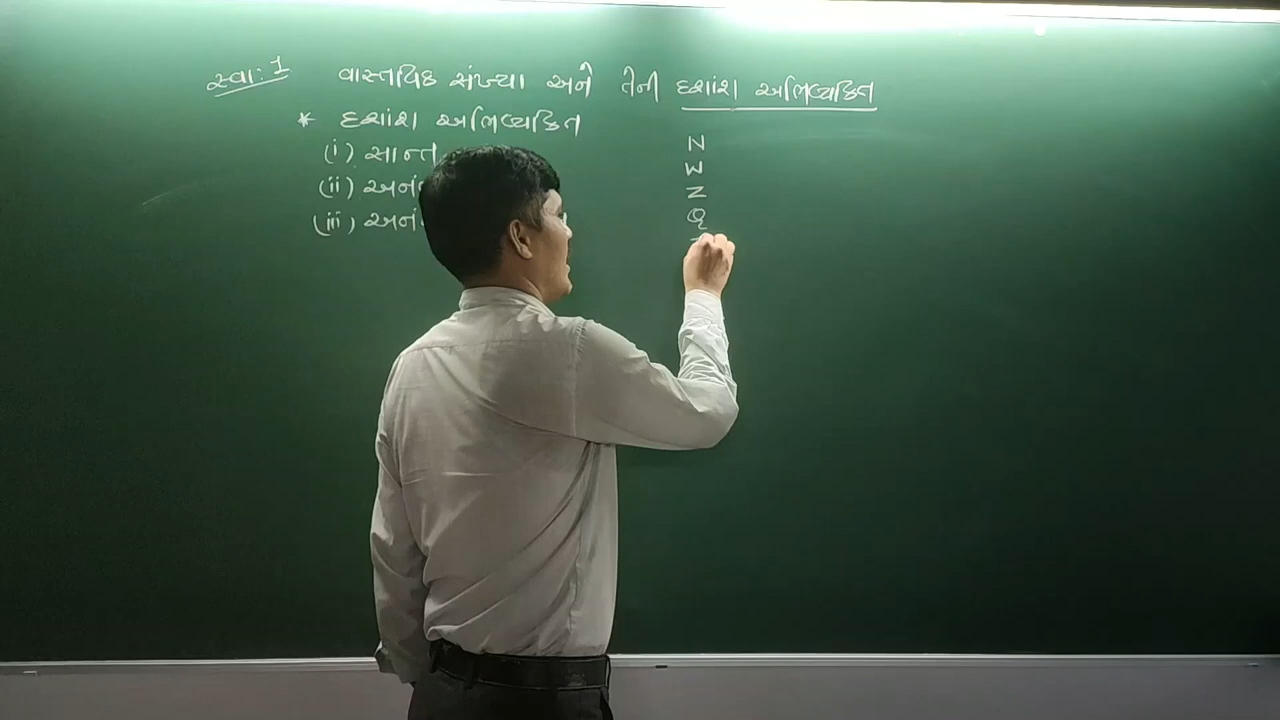 સ્વા: 1 વાસ્તવિક સંખ્યા અને તેની દશાંશ અભિવ્યક્તિ
* દશાંશ અભિવ્યક્તિ
(i) સાન્ત
(ii)
(iii)
N
W
Z
Q